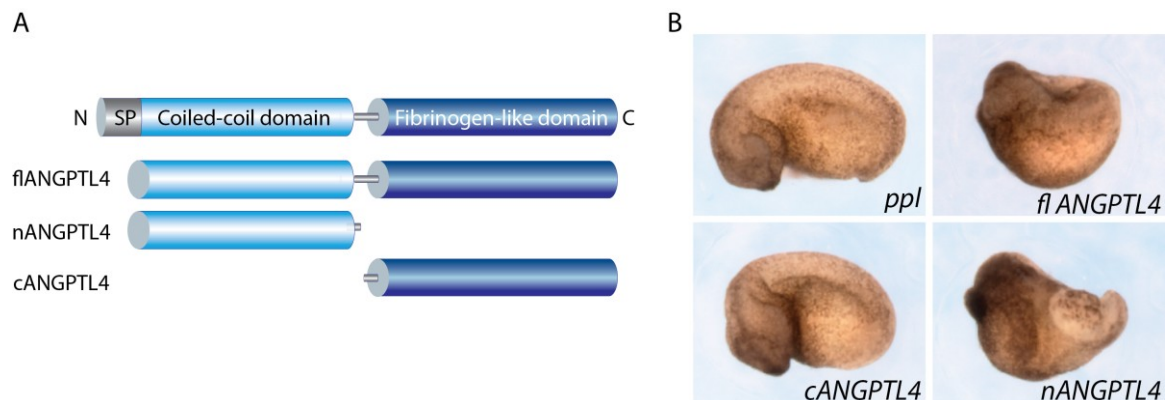 A
N SP Coiled-coil domain Fibrinogen-like domain C
flANGPTL4
nANGPTL4
cANGPTL4
B
ppl
fl ANGPTL4
cANGPTL4
nANGPTL4